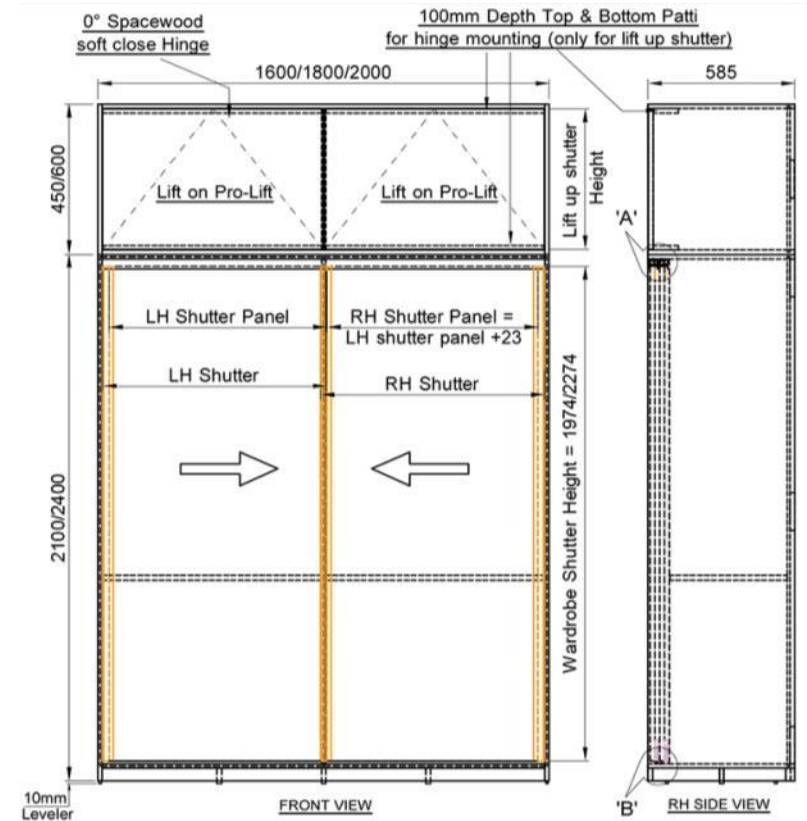 0° Spacewood
soft close Hinge
100mm Depth Top & Bottom Patti
for hinge mounting (only for lift up shutter)
1600/1800/2000
585
450/600
Lift on Pro-Lift
Lift on Pro-Lift
Lift up shutter
Height
'A'
LH Shutter Panel
RH Shutter Panel =
LH shutter panel +23
LH Shutter
RH Shutter
Wardrobe Shutter Height = 1974/2274
2100/2400
10mm
Leveler
FRONT VIEW
'B'
RH SIDE VIEW